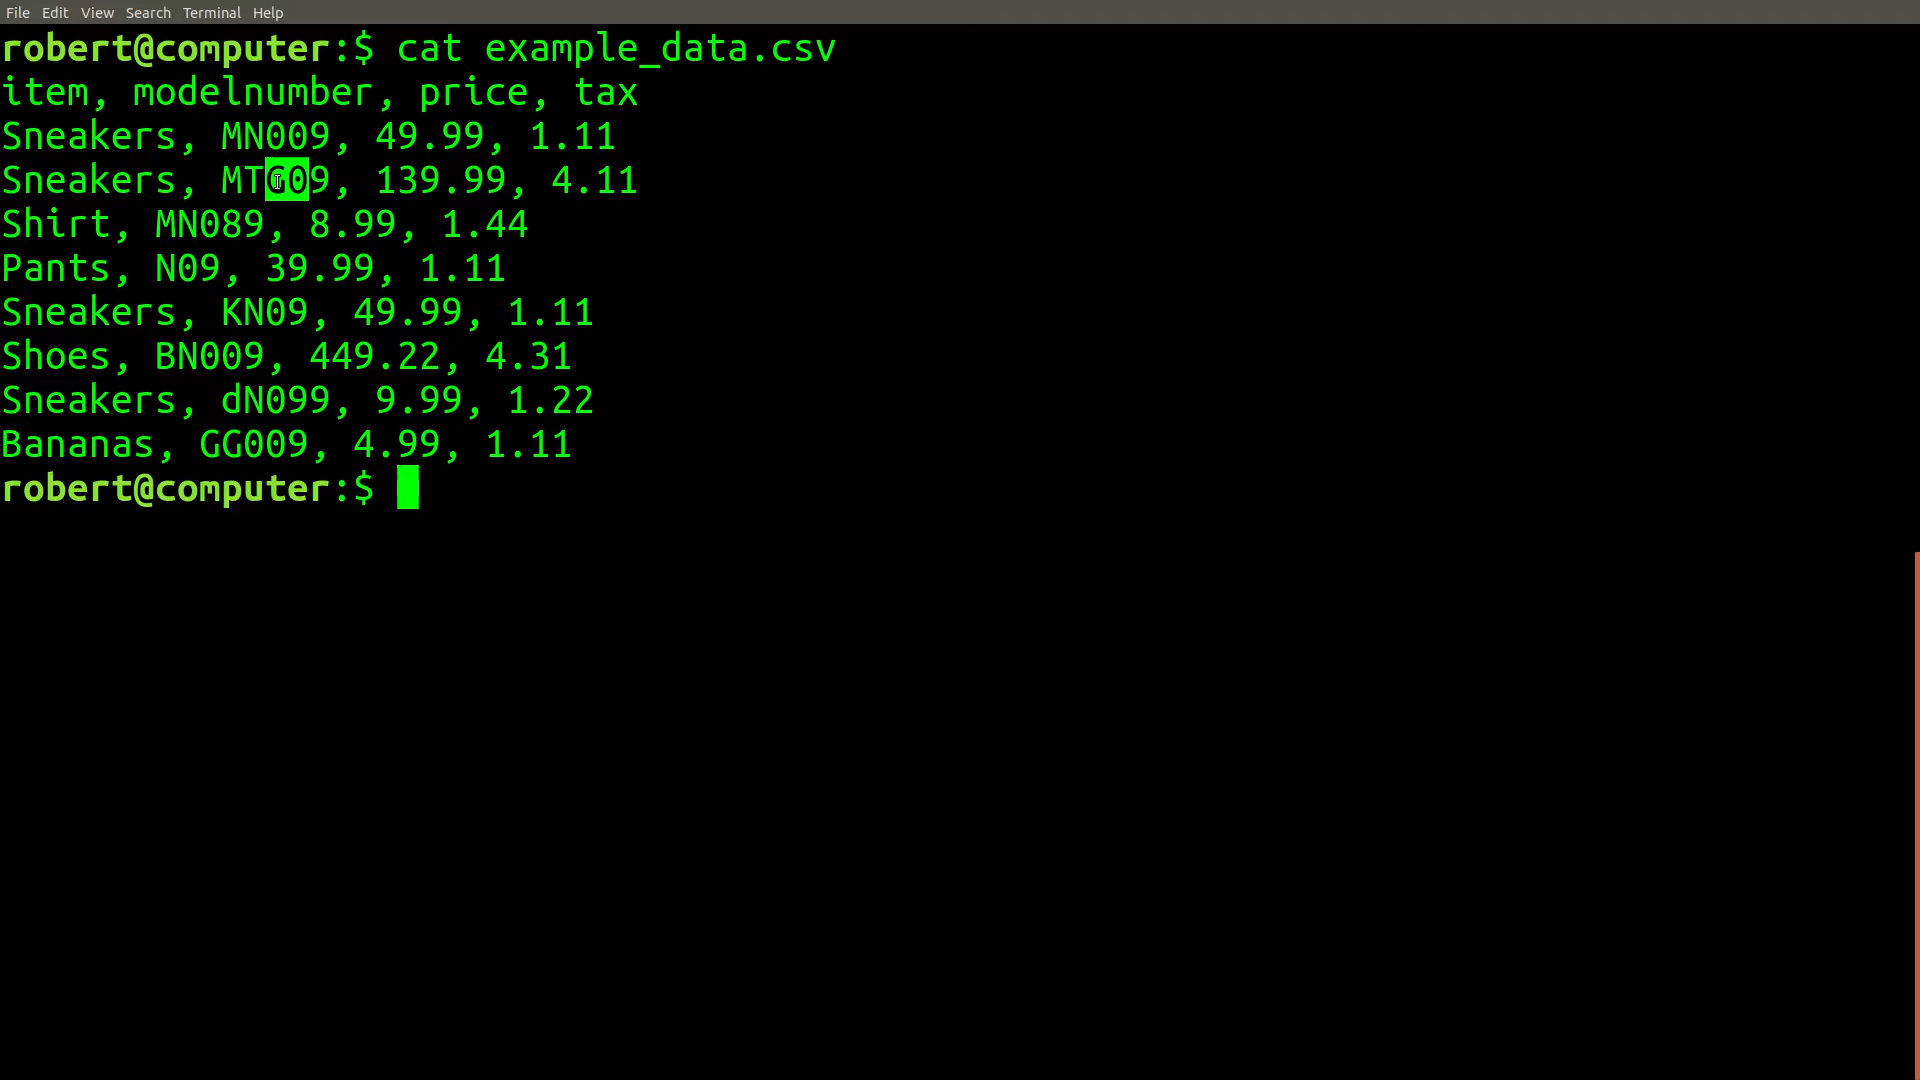 File Edit View Search Terminal Help
robert@computer:$ cat example_data.csv
item, modelnumber, price, tax
Sneakers, MN009, 49.99, 1.11
Sneakers, MTG09, 139.99, 4.11
Shirt, MN089, 8.99, 1.44
Pants, N09, 39.99, 1.11
Sneakers, KN09, 49.99, 1.11
Shoes, BN009, 449.22, 4.31
Sneakers, dN099, 9.99, 1.22
Bananas, GG009, 4.99, 1.11
robert@computer:$